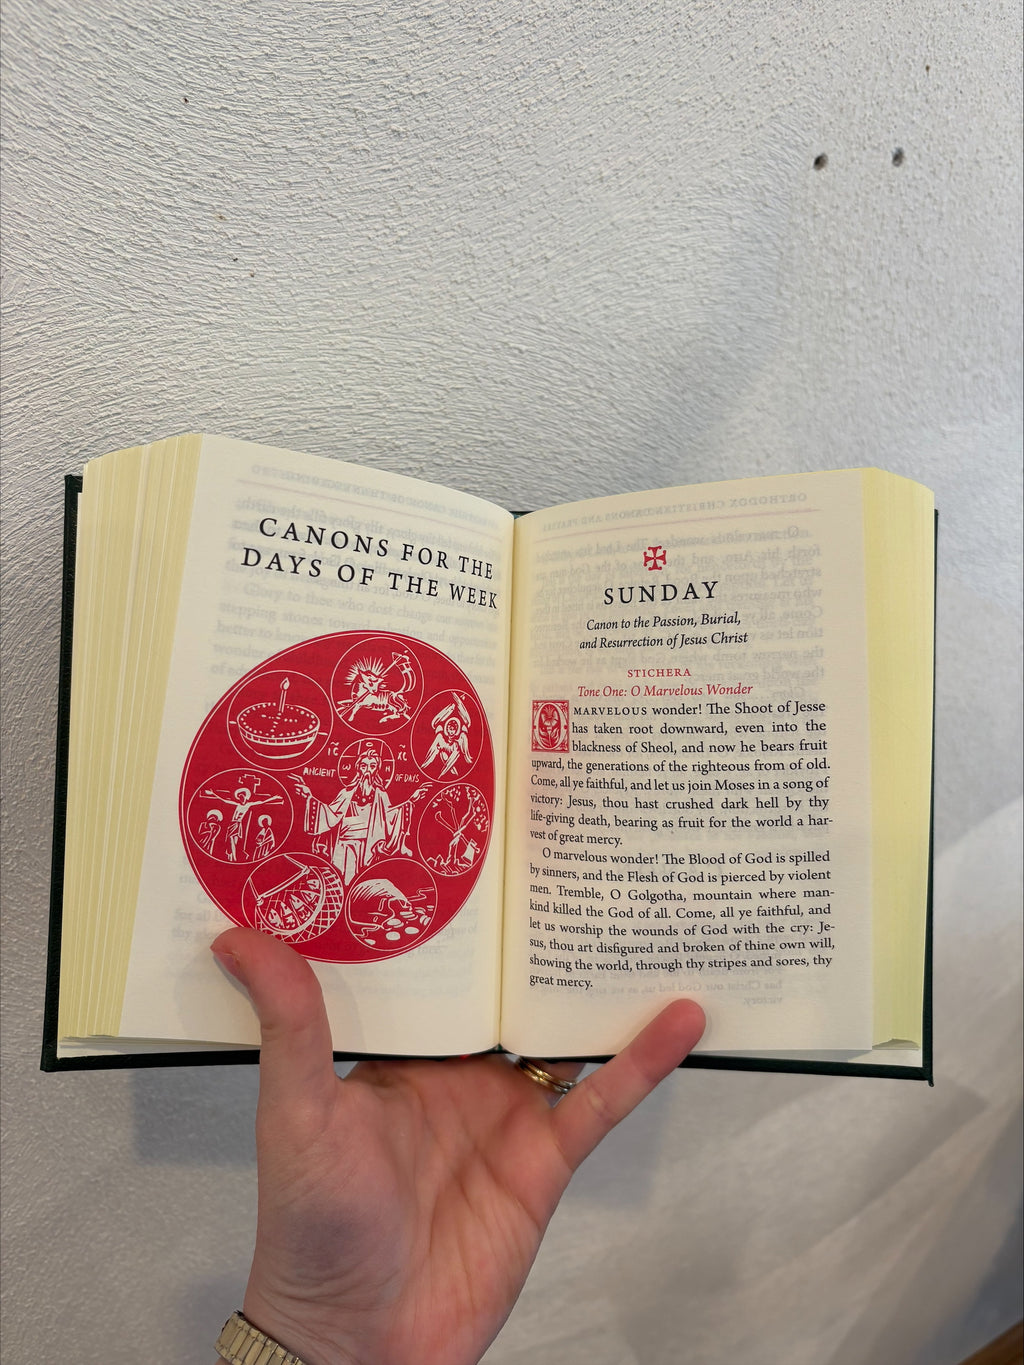 CANONS FOR THE
DAYS OF THE WEEK
IC XC
ANCIENT OF DAYS
SUNDAY
Canon to the Passion, Burial,
and Resurrection of Jesus Christ
STICHERA
Tone One: O Marvelous Wonder
O MARVELOUS wonder! The Shoot of Jesse
has taken root downward, even into the
blackness of Sheol, and now he bears fruit
upward, the generations of the righteous from of old.
Come, all ye faithful, and let us join Moses in a song of
victory: Jesus, thou hast crushed dark hell by thy
life-giving death, bearing as fruit for the world a har-
vest of great mercy.
O marvelous wonder! The Blood of God is spilled
by sinners, and the Flesh of God is pierced by violent
men. Tremble, O Golgotha, mountain where man-
kind killed the God of all. Come, all ye faithful, and
let us worship the wounds of God with the cry: Je-
sus, thou art disfigured and broken of thine own will,
showing the world, through thy stripes and sores, thy
great mercy.